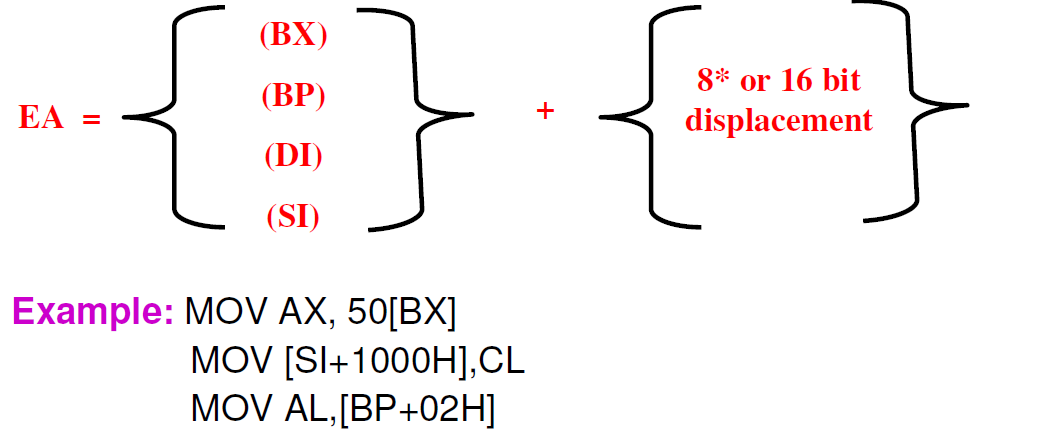 (BX)
(BP)
EA = + 8* or 16 bit
displacement
(DI)
(SI)
Example: MOV AX, 50[BX]
MOV [SI+1000H],CL
MOV AL,[BP+02H]